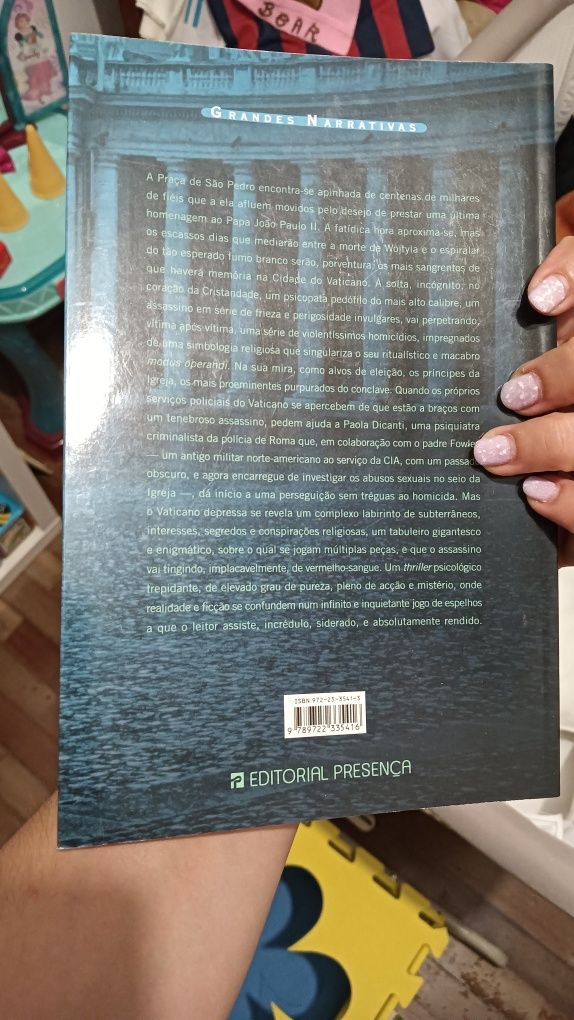 BEAR
GRANDES NARRATIVAS
A Praça de São Pedro encontra-se apinhada de centenas de milhares
de fiéis que a ela afluem movidos pelo desejo de prestar uma última
homenagem ao Papa João Paulo II. A fatídica hora aproxima-se, mas
os escassos dias que mediarão entre a morte de Wojtyla e o espiralar
do tão esperado fumo branco serão, porventura, os mais sangrentos de
que haverá memória na Cidade do Vaticano. À solta, incógnito, no
coração da Cristandade, um psicopata pedófilo do mais alto calibre, um
assassino em série de frieza e perigosidade invulgares, vai perpetrando,
vítima após vítima, uma série de violentíssimos homicídios, impregnados
de uma simbologia religiosa que singulariza o seu ritualístico e macabro
modus operandi. Na sua mira, como alvos de eleição, os príncipes da
Igreja, os mais proeminentes purpurados do conclave. Quando os próprios
serviços policiais do Vaticano se apercebem de que estão a braços com
um tenebroso assassino, pedem ajuda a Paola Dicanti, uma psiquiatra
criminalista da polícia de Roma que, em colaboração com o padre Fowler
— um antigo militar norte-americano ao serviço da CIA, com um passado
obscuro, e agora encarregue de investigar os abusos sexuais no seio da
Igreja —, dá início a uma perseguição sem tréguas ao homicida. Mas
o Vaticano depressa se revela um complexo labirinto de subterrâneos,
interesses, segredos e conspirações religiosas, um tabuleiro gigantesco
e enigmático, sobre o qual se jogam múltiplas peças, e que o assassino
vai tingindo, implacavelmente, de vermelho-sangue. Um thriller psicológico
trepidante, de elevado grau de pureza, pleno de acção e mistério, onde
realidade e ficção se confundem num infinito e inquietante jogo de espelhos
a que o leitor assiste, incrédulo, siderado, e absolutamente rendido.
ISBN 972-23-3541-3
9 789722 335416
EDITORIAL PRESENÇA